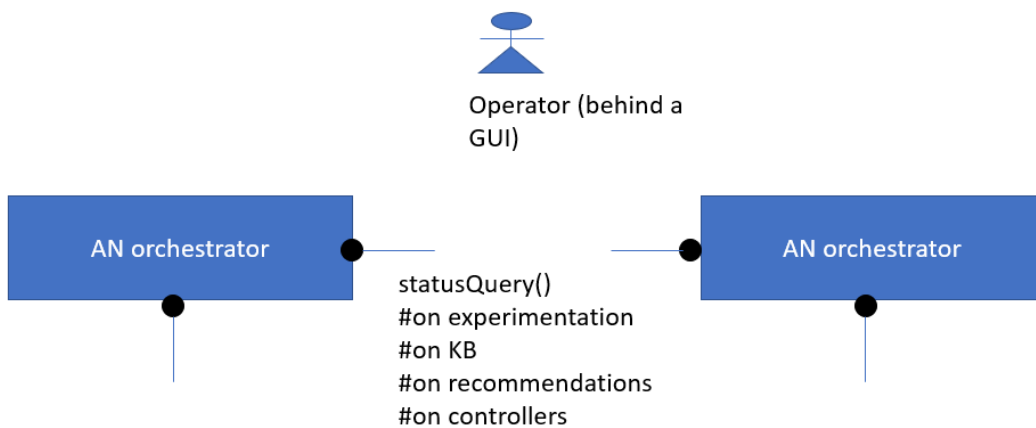 Operator (behind a
GUI)
AN orchestrator
AN orchestrator
statusQuery()
#on experimentation
#on KB
#on recommendations
#on controllers